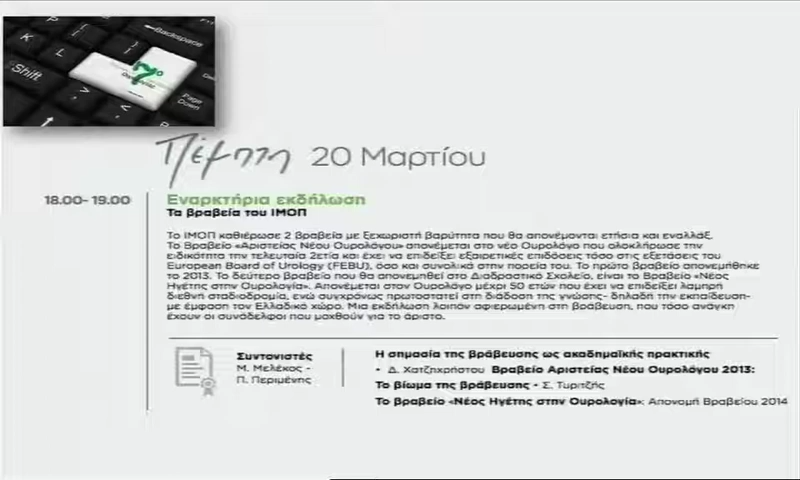 P
K
L
Backspace
Shift
7ο
Page
Down
Πέμπτη 20 Μαρτίου
18.00- 19.00
Εναρκτήρια εκδήλωση
Τα βραβεία του ΙΜΟΠ
Το ΙΜΟΠ καθιέρωσε 2 βραβεία με ξεχωριστή βαρύτητα που θα απονέμονται ετήσια και εναλλάξ.
Το Βραβείο «Αριστείας Νέου Ουρολόγου» απονέμεται στο νέο Ουρολόγο που ολοκλήρωσε την
ειδικότητα την τελευταία 2ετία και έχει να επιδείξει εξαιρετικές επιδόσεις τόσο στις εξετάσεις του
European Board of Urology (FEBU), όσο και συνολικά στην πορεία του. Το πρώτο βραβείο απονεμήθηκε
το 2013. Το δεύτερο βραβείο που θα απονεμηθεί στο Διαδραστικό Σχολείο, είναι το Βραβείο «Νέος
Ηγέτης στην Ουρολογία». Απονέμεται στον Ουρολόγο μέχρι 50 ετών που έχει να επιδείξει λαμπρή
διεθνή σταδιοδρομία, ενώ συγχρόνως πρωτοστατεί στη διάδοση της γνώσης- δηλαδή την εκπαίδευση-
με έμφαση τον Ελλαδικό χώρο. Μια εκδήλωση λοιπόν αφιερωμένη στη βράβευση, που τόσο ανάγκη
έχουν οι συνάδελφοι που μοχθούν για το άριστο.
Συντονιστές
Μ. Μελέκος -
Π. Περιμένης
Η σημασία της βράβευσης ως ακαδημαϊκής πρακτικής
• Δ. Χατζηχρήστου Βραβείο Αριστείας Νέου Ουρολόγου 2013:
Το βίωμα της βράβευσης • Σ. Τυριτζής
Το βραβείο «Νέος Ηγέτης στην Ουρολογία»: Απονομή Βραβείου 2014